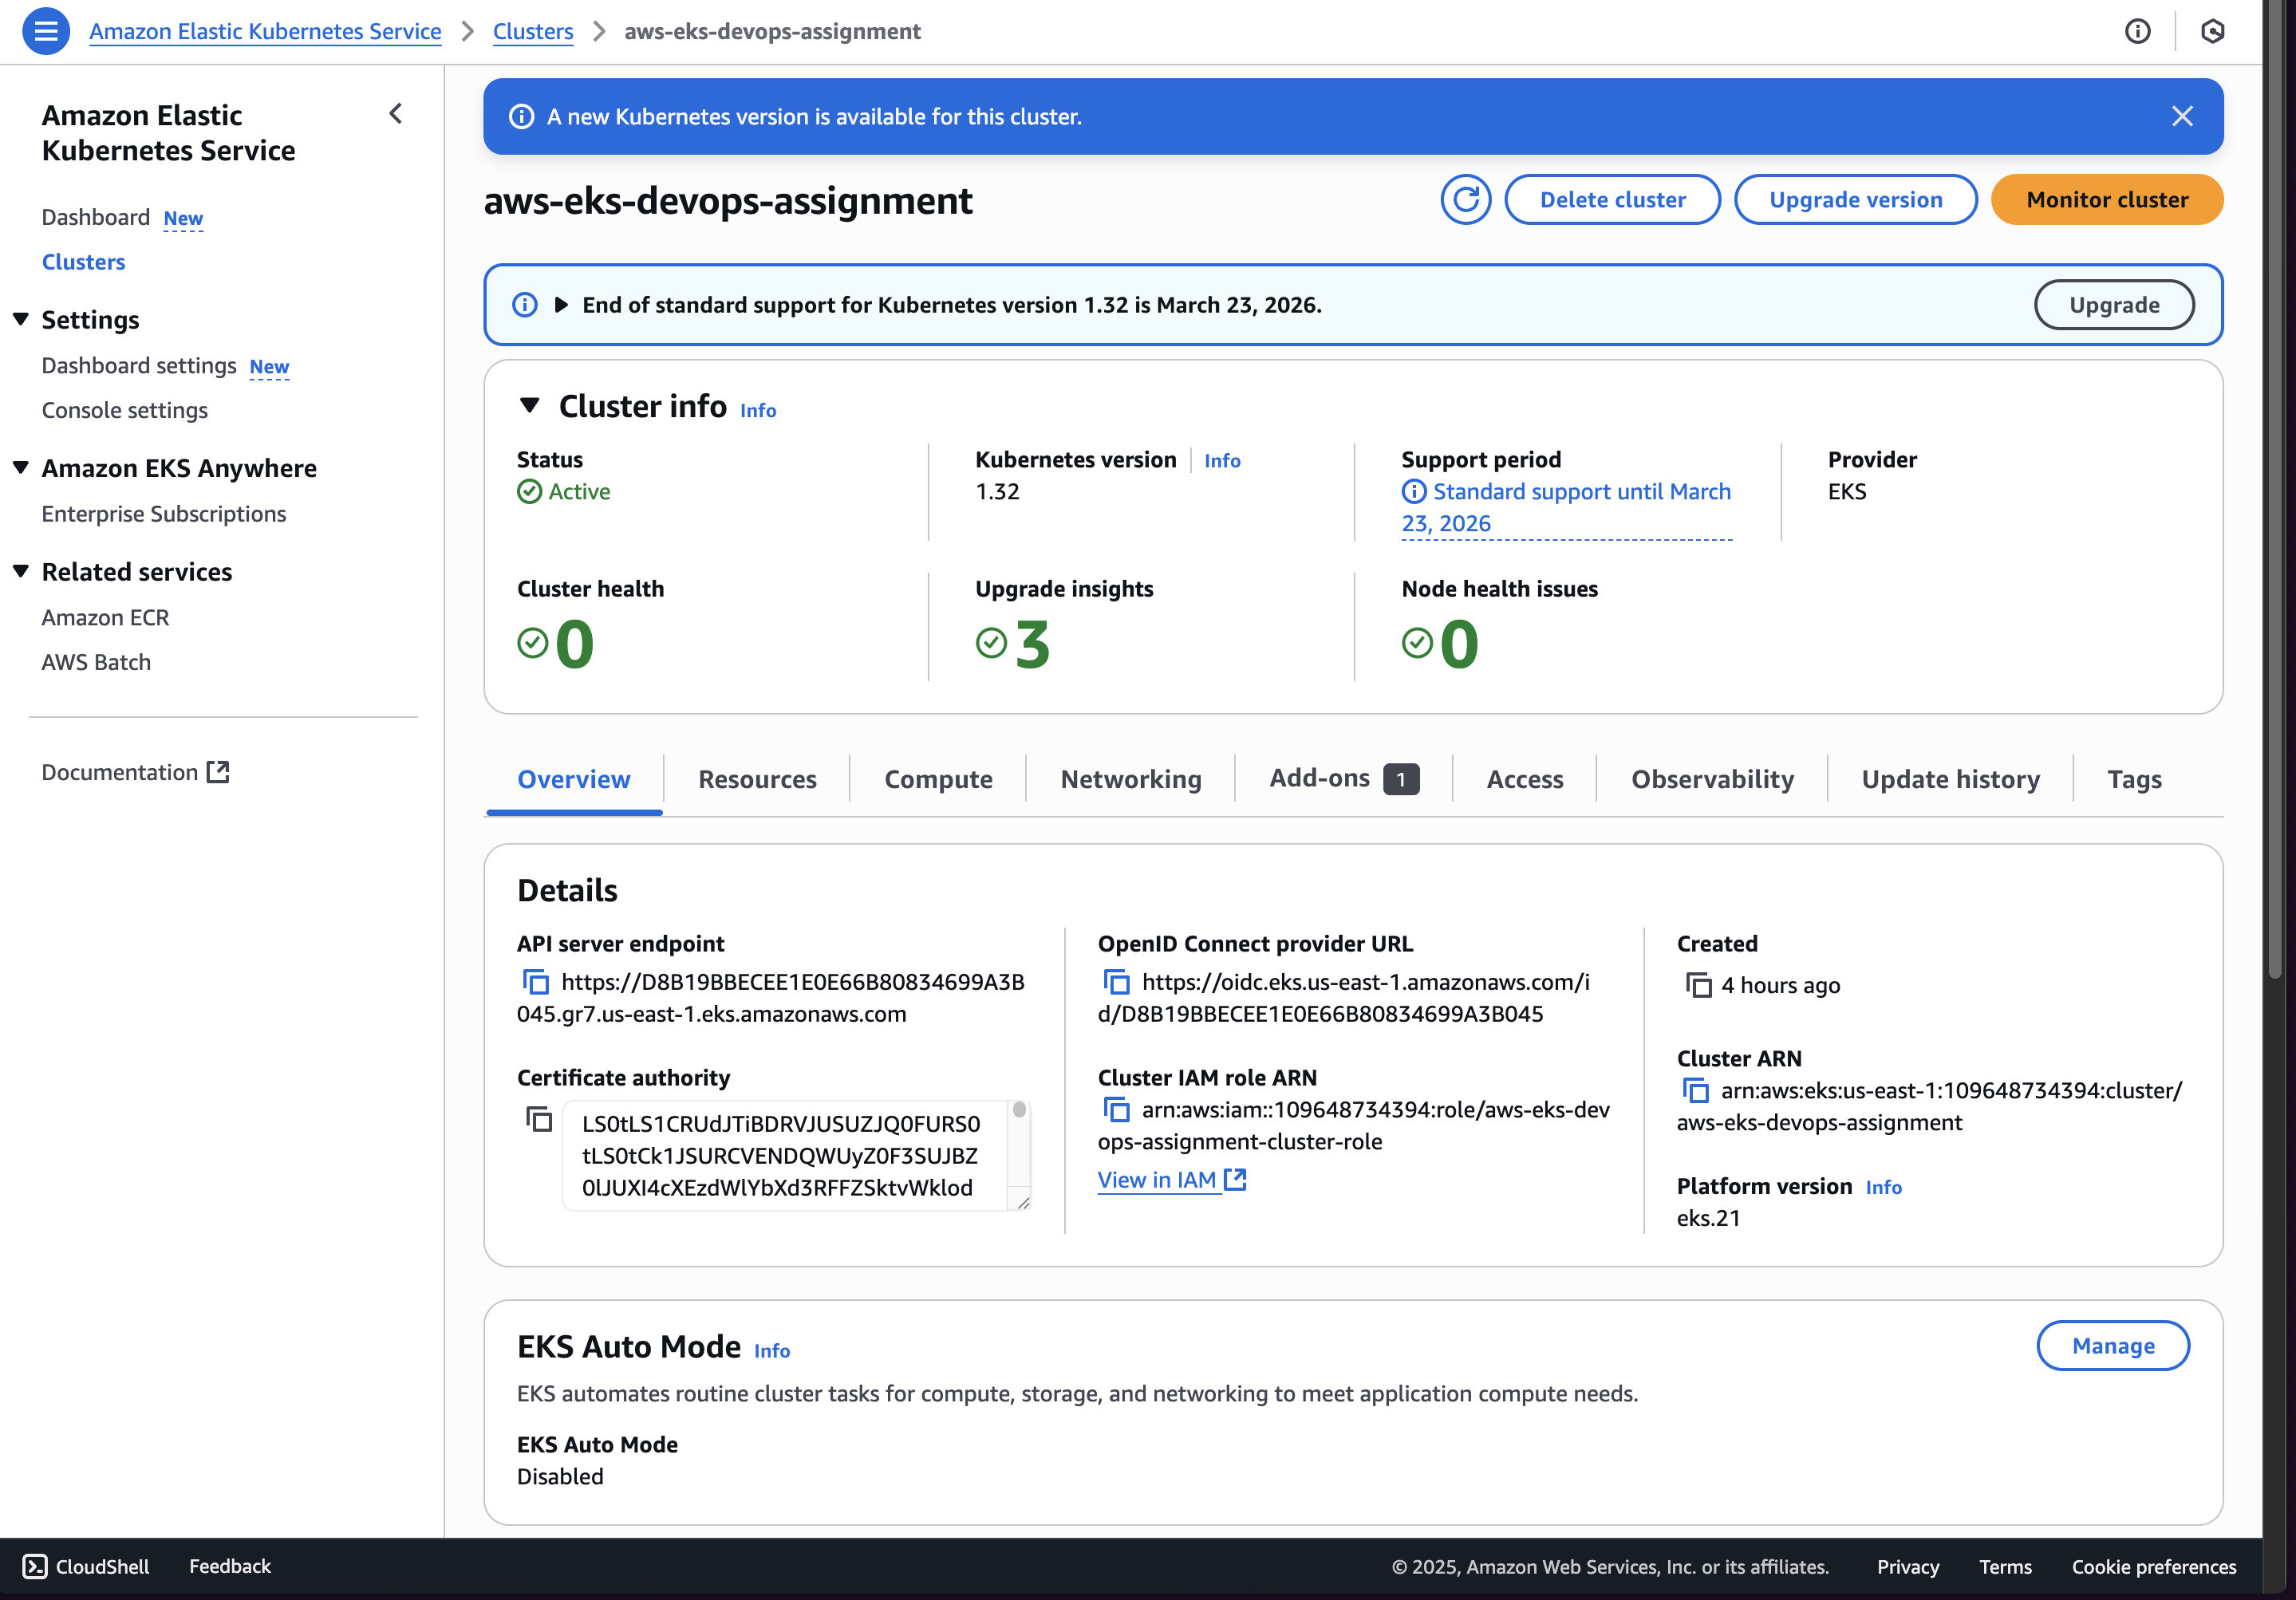 Amazon Elastic Kubernetes Service
Clusters
aws-eks-devops-assignment
Amazon Elastic
Kubernetes Service
Dashboard New
Clusters
Settings
Dashboard settings New
Console settings
Amazon EKS Anywhere
Enterprise Subscriptions
Related services
Amazon ECR
AWS Batch
Documentation
A new Kubernetes version is available for this cluster.
aws-eks-devops-assignment
Delete cluster
Upgrade version
Monitor cluster
End of standard support for Kubernetes version 1.32 is March 23, 2026.
Upgrade
Cluster info Info
Status
Active
Kubernetes version Info
1.32
Support period
Standard support until March
23, 2026
Provider
EKS
Cluster health
0
Upgrade insights
3
Node health issues
0
Overview
Resources
Compute
Networking
Add-ons 1
Access
Observability
Update history
Tags
Details
API server endpoint
https://D8B19BBECEE1E0E66B80834699A3B
045.gr7.us-east-1.eks.amazonaws.com
Certificate authority
LS0tLS1CRUdJTiBDRVJUSUZJQ0FURS0
tLS0tCk1JSURCVENDQWUyZ0F3SUJBZ
0lJUXI4cXEzdWlYbXd3RFFZSktvWklod
OpenID Connect provider URL
https://oidc.eks.us-east-1.amazonaws.com/i
d/D8B19BBECEE1E0E66B80834699A3B045
Cluster IAM role ARN
arn:aws:iam::109648734394:role/aws-eks-dev
ops-assignment-cluster-role
View in IAM
Created
4 hours ago
Cluster ARN
arn:aws:eks:us-east-1:109648734394:cluster/
aws-eks-devops-assignment
Platform version Info
eks.21
EKS Auto Mode Info
Manage
EKS automates routine cluster tasks for compute, storage, and networking to meet application compute needs.
EKS Auto Mode
Disabled
CloudShell
Feedback
© 2025, Amazon Web Services, Inc. or its affiliates.
Privacy
Terms
Cookie preferences